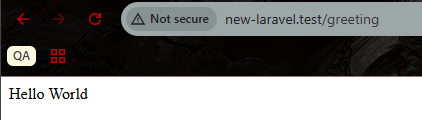 Not secure new-laravel.test/greeting
QA
Hello World